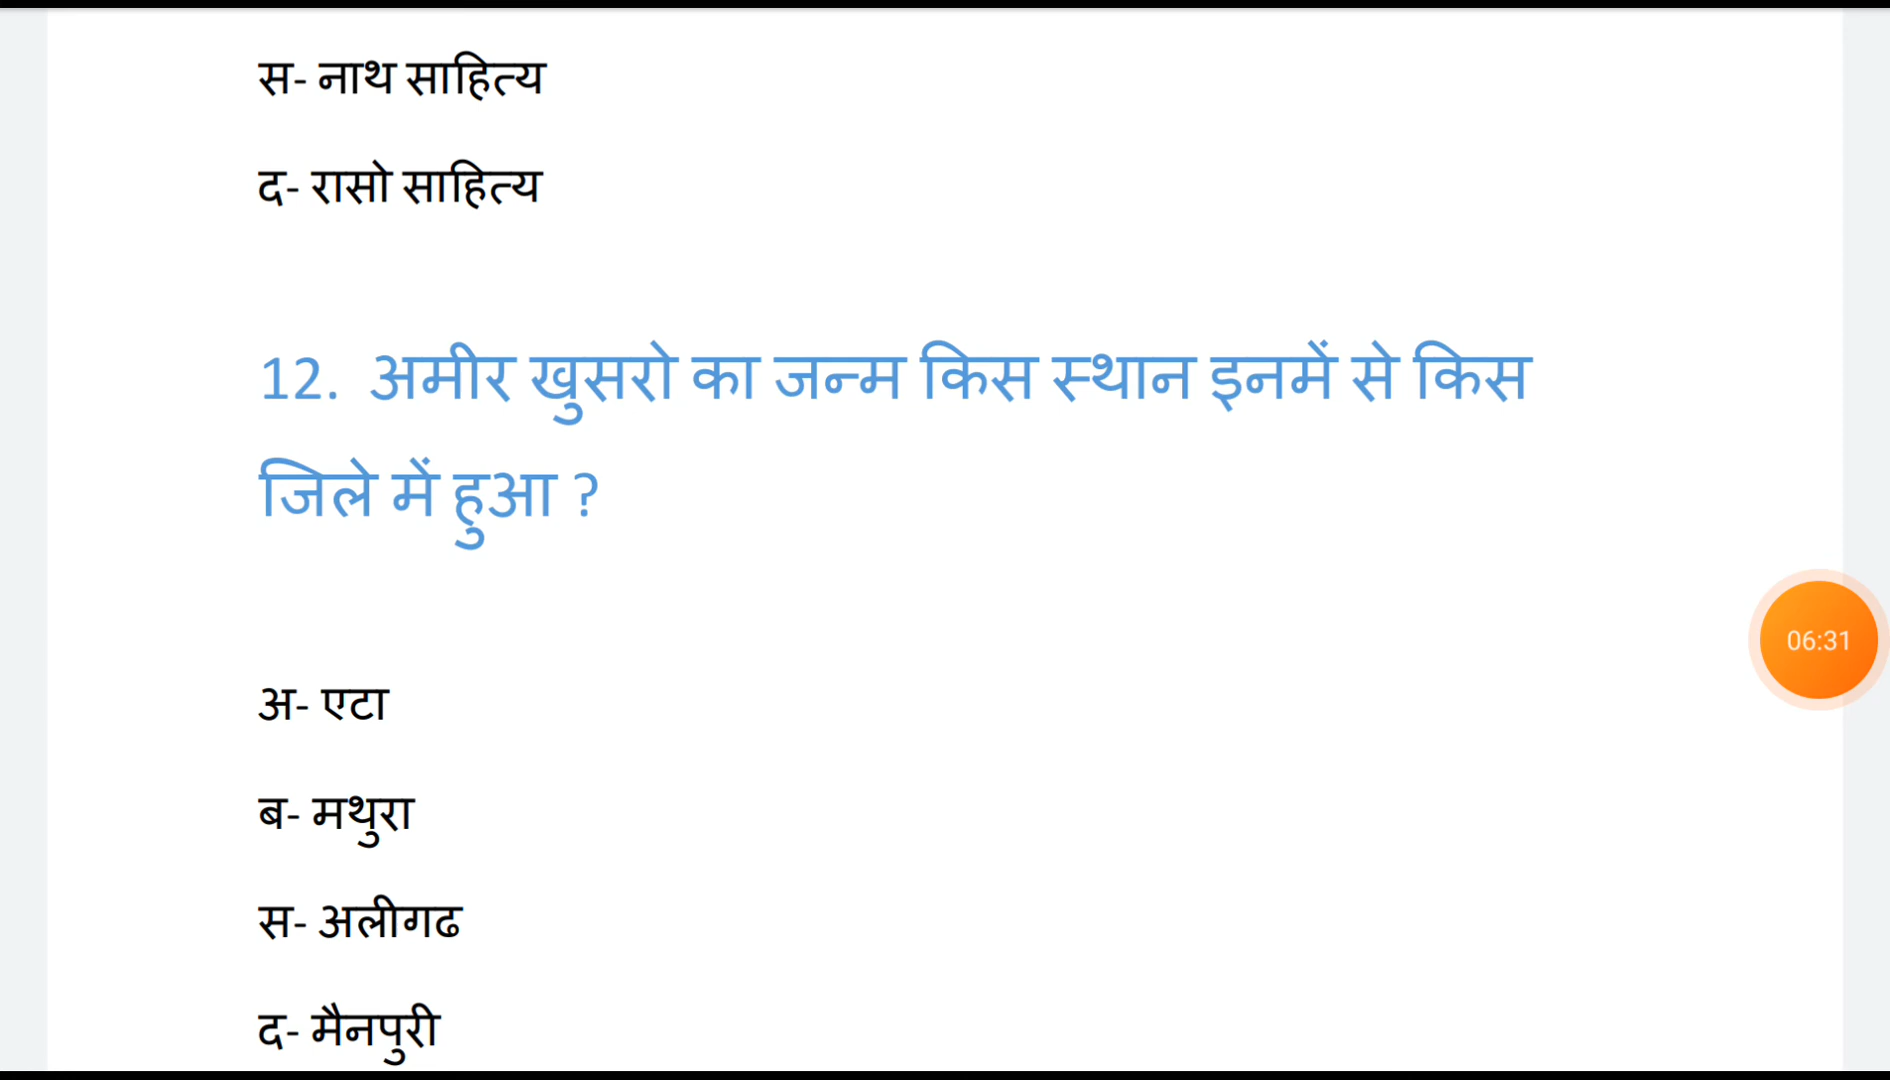 स- नाथ साहित्य
द- रासो साहित्य
12. अमीर खुसरो का जन्म किस स्थान इनमें से किस
जिले में हुआ ?
06:31
अ- एटा
ब- मथुरा
स- अलीगढ
द- मैनपुरी